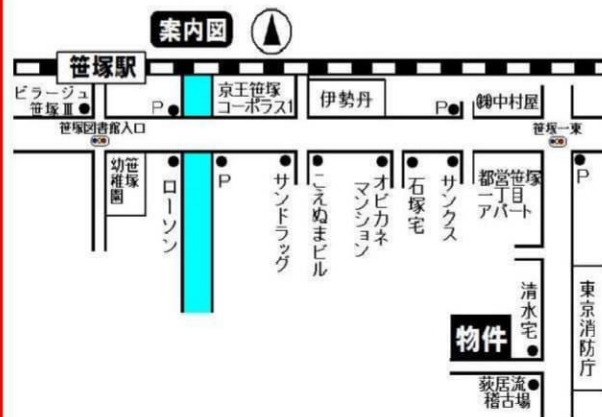 案内図
笹塚駅
ビラージュ
笹塚Ⅲ
P
京王笹塚
コーポラス1
伊勢丹
P
㈱中村屋
笹塚図書館入口
笹塚一東
笹塚
幼稚園
ローソン
P
サンドラッグ
こえぬまビル
オビカネ
マンション
石塚宅
サンクス
都営笹塚
一丁目
アパート
P
清水宅
東京消防庁
物件
荻居流
稽古場